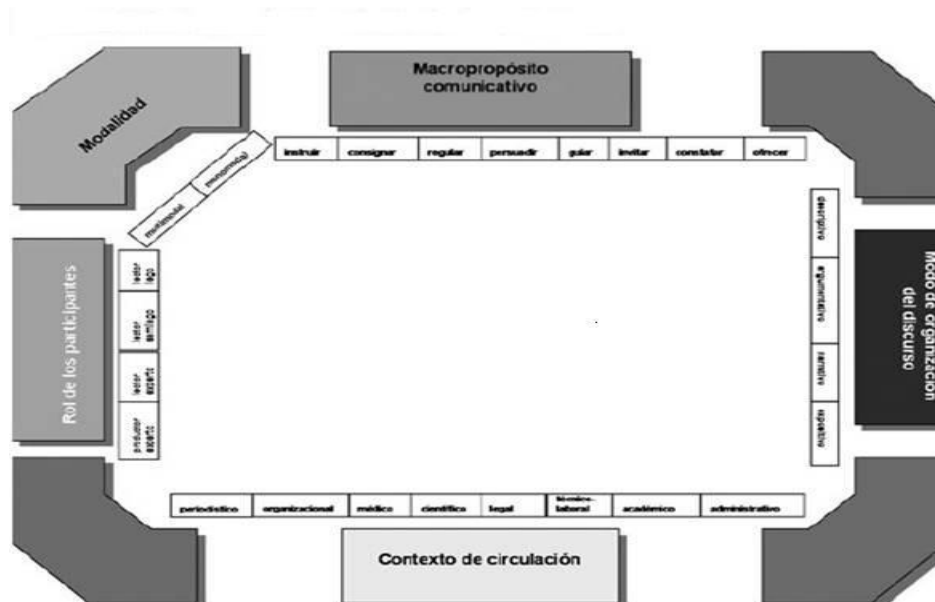 Macropropósito
comunicativo
Modalidad
instruir consignar regular persuadir guiar invitar constatar ofrecer
monomodal
multimodal
Rol de los participantes
lector
lego
lector
semilego
lector
experto
productor
experto
descriptivo
argumentativo
narrativo
expositivo
Modo de organización
del discurso
periodístico organizacional médico científico legal técnico-
laboral académico administrativo
Contexto de circulación